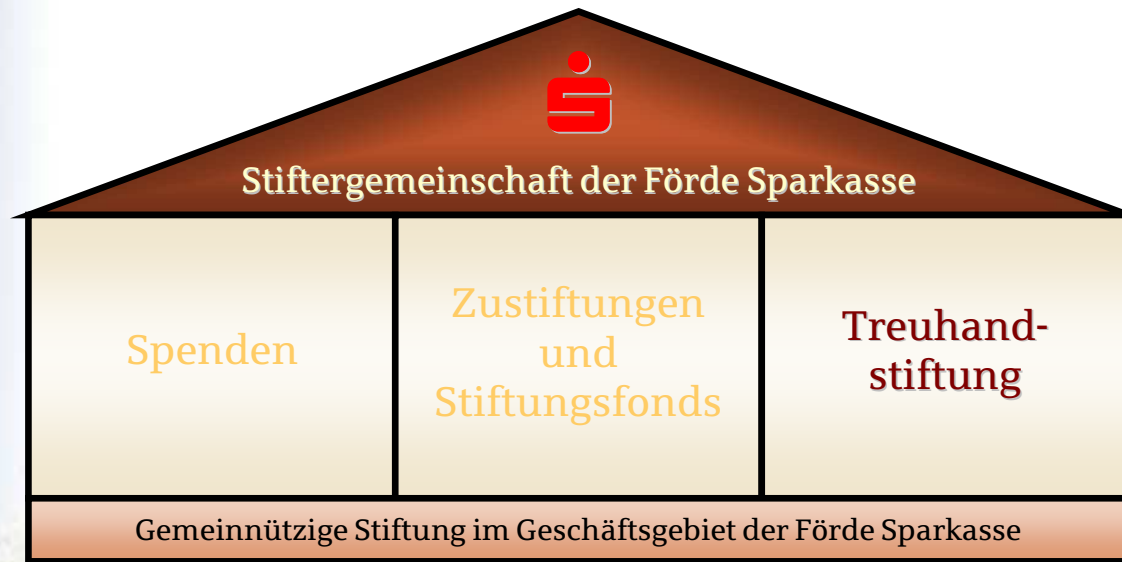 Stiftergemeinschaft der Förde Sparkasse
Spenden
Zustiftungen
und
Stiftungsfonds
Treuhand-
stiftung
Gemeinnützige Stiftung im Geschäftsgebiet der Förde Sparkasse